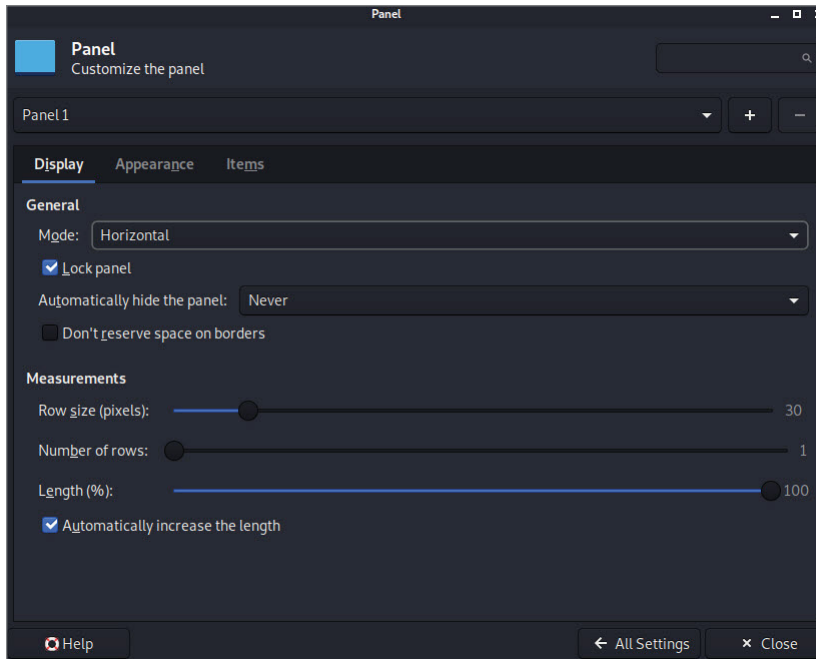 Panel
Panel
Customize the panel
Panel 1
Display Appearance Items
General
Mode: Horizontal
Lock panel
Automatically hide the panel: Never
Don't reserve space on borders
Measurements
Row size (pixels): 30
Number of rows: 1
Length (%): 100
Automatically increase the length
Help All Settings Close